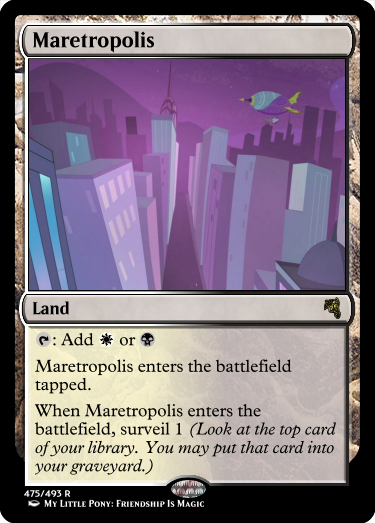 Maretropolis
Land
: Add or
Maretropolis enters the battlefield
tapped.
When Maretropolis enters the
battlefield, surveil 1 (Look at the top card
of your library. You may put that card into
your graveyard.)
475/493 R
My Little Pony: Friendship Is Magic